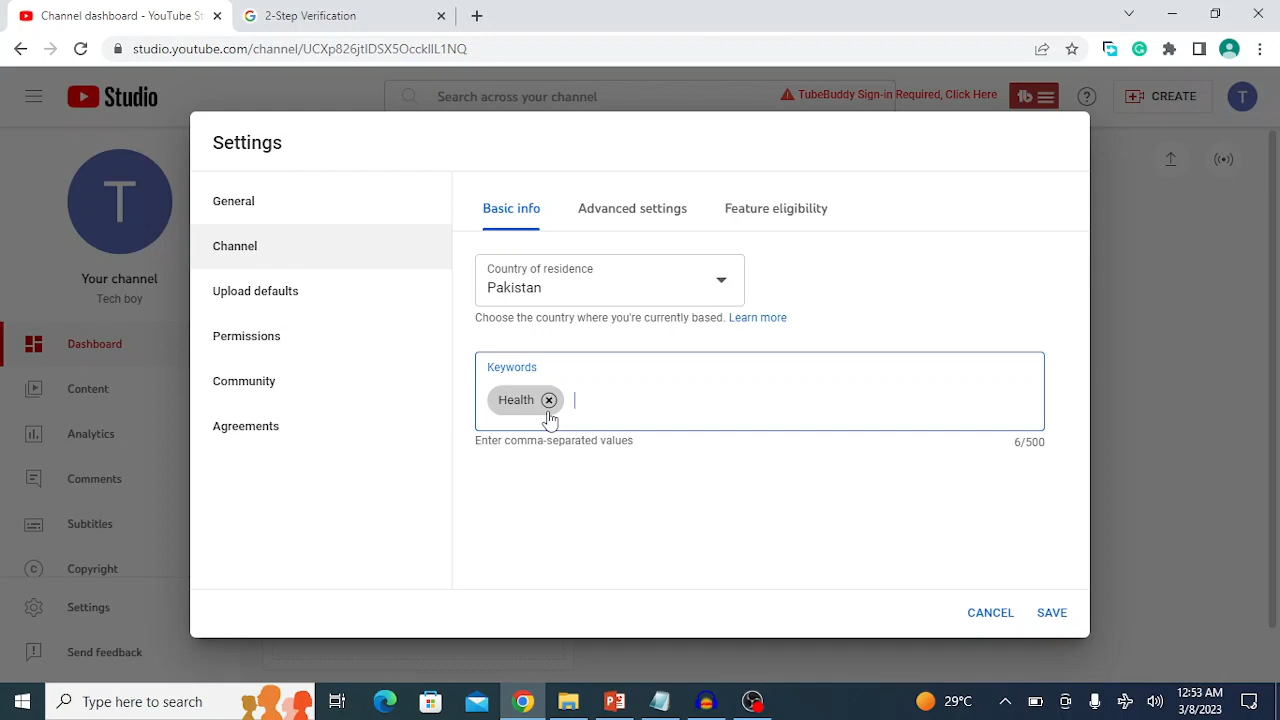 Channel dashboard - YouTube St
2-Step Verification
studio.youtube.com/channel/UCXp826jtlDSX5OcckllL1NQ
Studio
Search across your channel
TubeBuddy Sign-in Required, Click Here
tb
?
CREATE
T
Settings
T
Your channel
Tech boy
Dashboard
Content
Analytics
Comments
Subtitles
Copyright
Settings
Send feedback
General
Channel
Upload defaults
Permissions
Community
Agreements
Basic info
Advanced settings
Feature eligibility
Country of residence
Pakistan
Choose the country where you're currently based. Learn more
Keywords
Health
Enter comma-separated values
6/500
CANCEL
SAVE
Type here to search
29°C
12:53 AM
3/8/2023